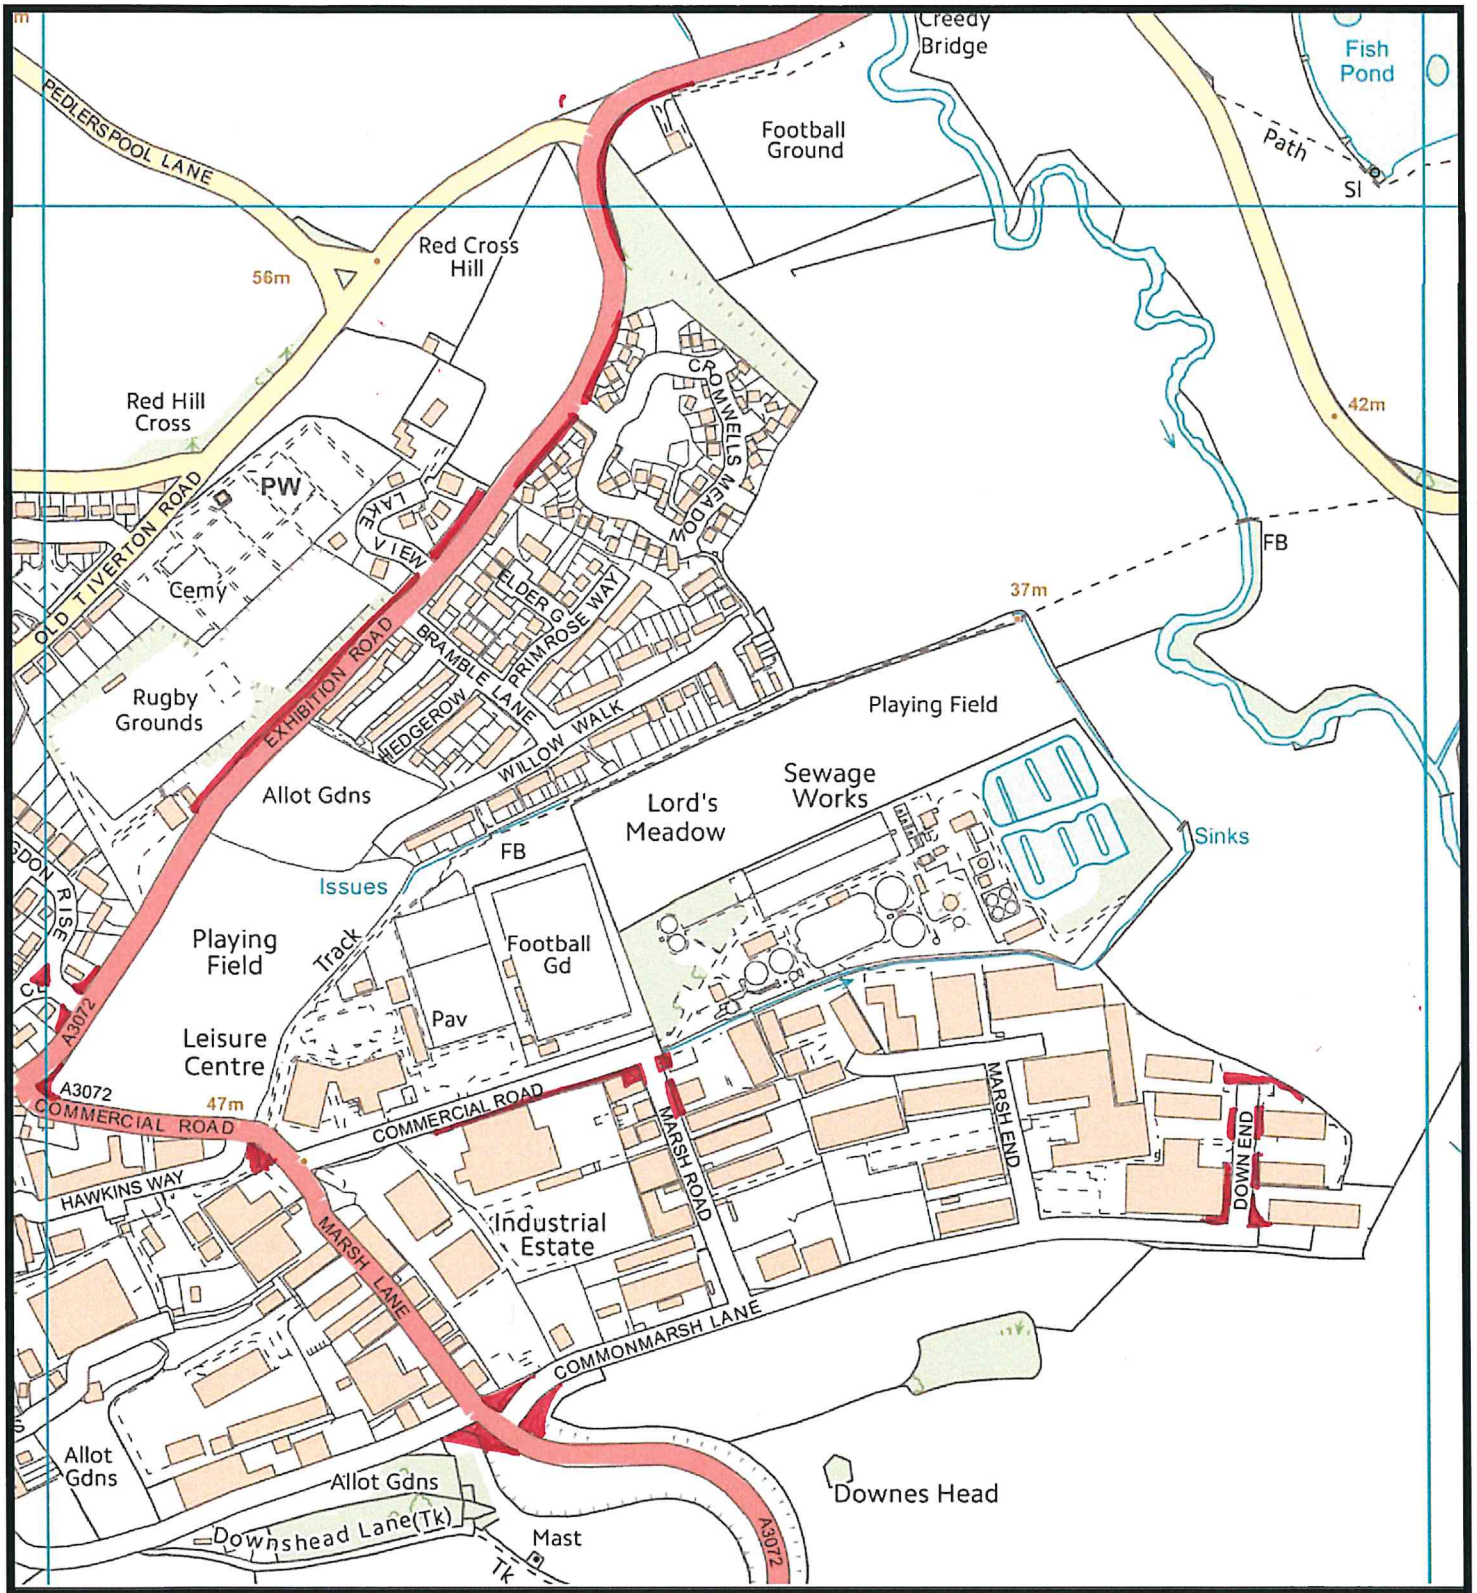 m
Creedy
Bridge
Fish
Pond
PEDLERSPOOL LANE
Football
Ground
Path
Sl
Red Cross
Hill
56m
Red Hill
Cross
42m
CROMWELLS MEADOW
PW
LAKE VIEW
OLD TIVERTON ROAD
FB
Cemy
ELDER G
PRIMROSE WAY
37m
EXHIBITION ROAD
BRAMBLE LANE
Rugby
Grounds
HEDGEROW
WILLOW WALK
Playing Field
Allot Gdns
Sewage
Works
Lord's
Meadow
GDON RISE
FB
Sinks
Issues
Playing
Field
Track
Football
Gd
A3072
Pav
Leisure
Centre
A3072
47m
COMMERCIAL ROAD
COMMERCIAL ROAD
MARSH ROAD
MARSH END
DOWN END
HAWKINS WAY
MARSH LANE
Industrial
Estate
COMMONMARSH LANE
S
Allot
Gdns
Allot Gdns
Downes Head
Downshead Lane(Tk)
Mast
Tk
A3072